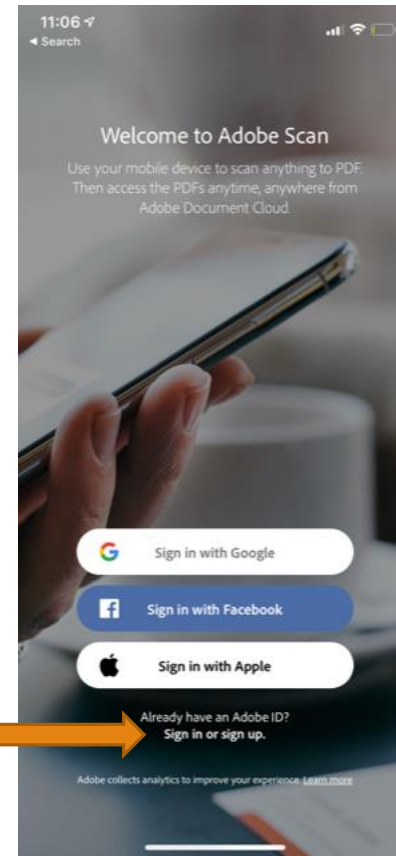 11:06
◄ Search
Welcome to Adobe Scan
Use your mobile device to scan anything to PDF.
Then access the PDFs anytime, anywhere from
Adobe Document Cloud.
Sign in with Google
Sign in with Facebook
Sign in with Apple
Already have an Adobe ID?
Sign in or sign up.
Adobe collects analytics to improve your experience. Learn more